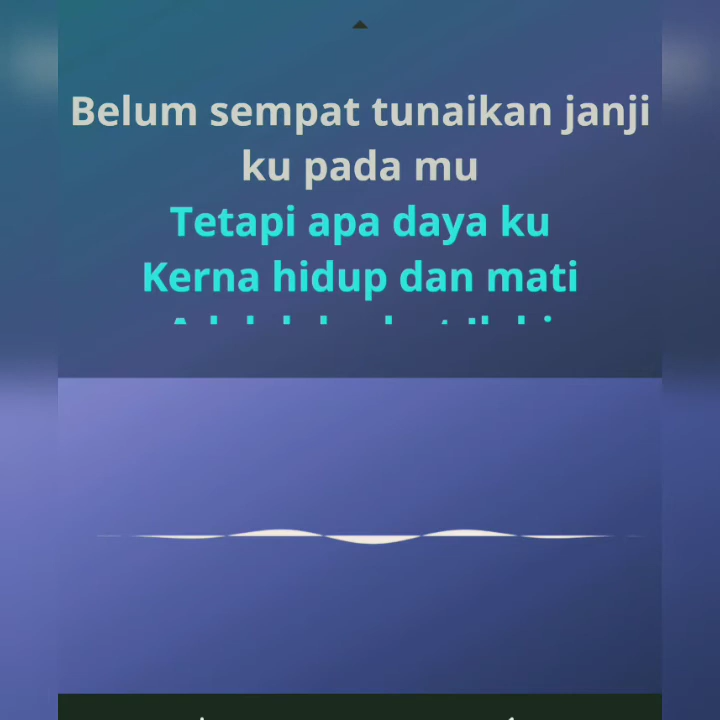 Belum sempat tunaikan janji
ku pada mu
Tetapi apa daya ku
Kerna hidup dan mati